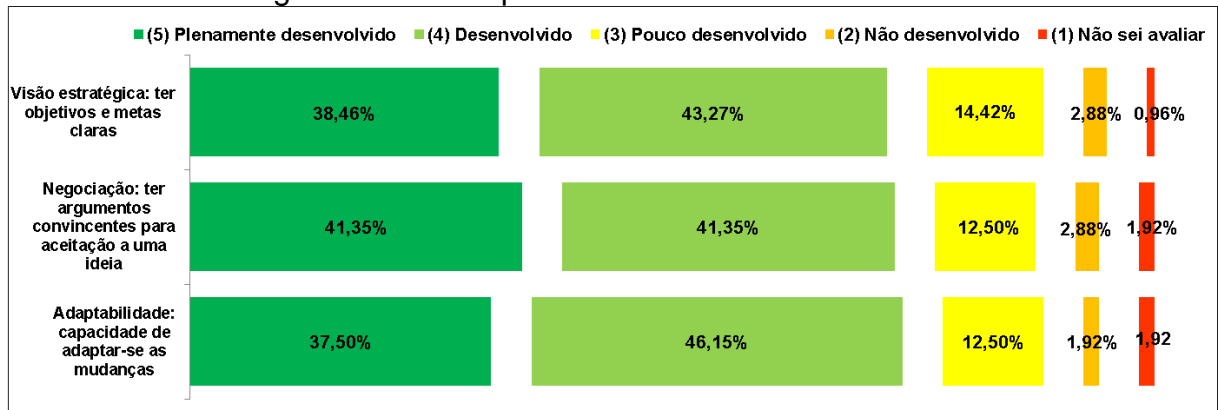 (5) Plenamente desenvolvido (4) Desenvolvido (3) Pouco desenvolvido (2) Não desenvolvido (1) Não sei avaliar
Visão estratégica: ter
objetivos e metas
claras
38,46% 43,27% 14,42% 2,88% 0,96%
Negociação: ter
argumentos
convincentes para
aceitação a uma
ideia
41,35% 41,35% 12,50% 2,88% 1,92%
Adaptabilidade:
capacidade de
adaptar-se as
mudanças
37,50% 46,15% 12,50% 1,92% 1,92